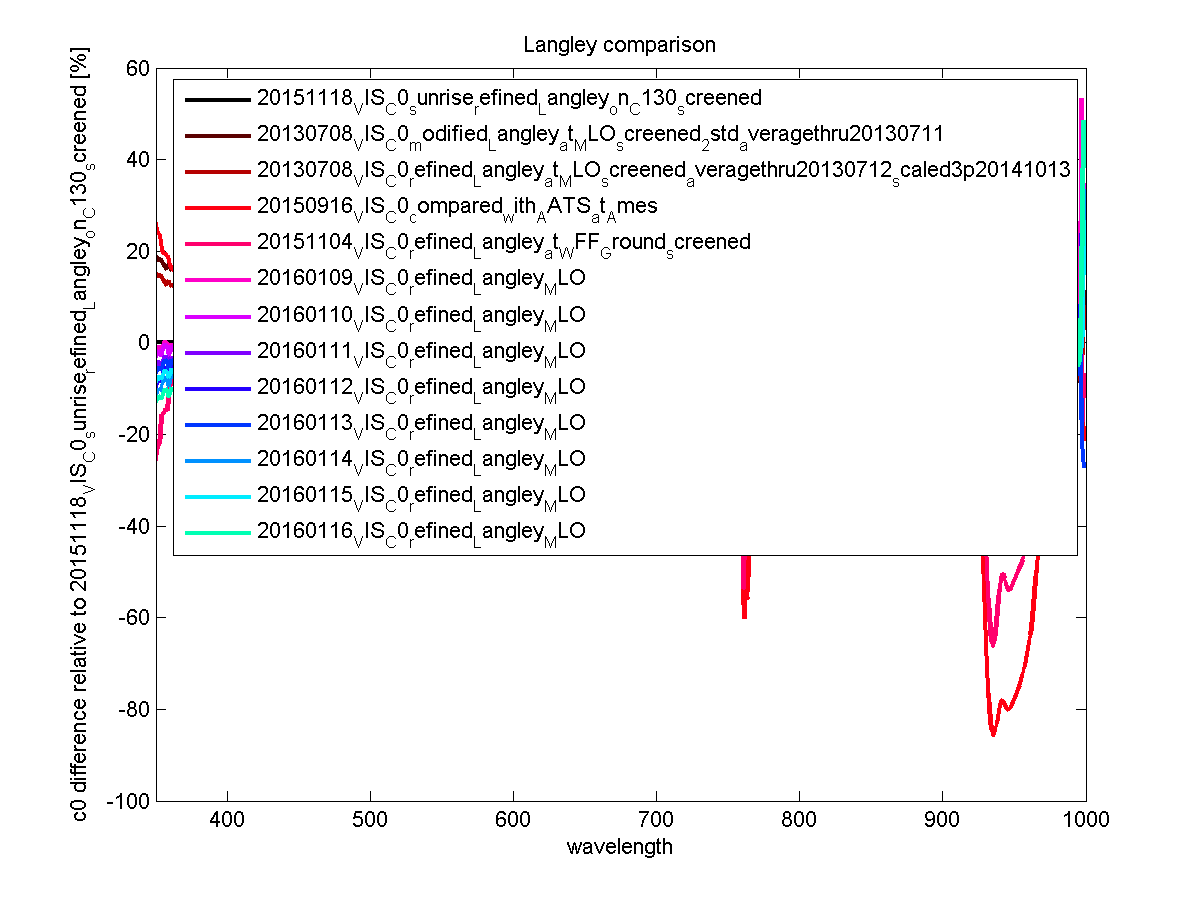 Langley comparison
c0 difference relative to 20151118_VIS_C0_sunrise_refined_Langley_on_C130_screened [%]
60
40
20
0
-20
-40
-60
-80
-100
20151118_VIS_C0_sunrise_refined_Langley_on_C130_screened
20130708_VIS_C0_modified_Langley_at_MLO_screened_2std_averagethru20130711
20130708_VIS_C0_refined_Langley_at_MLO_screened_averagethru20130712_scaled3p20141013
20150916_VIS_C0_compared_with_AATS_at_Ames
20151104_VIS_C0_refined_Langley_at_WFF_Ground_screened
20160109_VIS_C0_refined_Langley_MLO
20160110_VIS_C0_refined_Langley_MLO
20160111_VIS_C0_refined_Langley_MLO
20160112_VIS_C0_refined_Langley_MLO
20160113_VIS_C0_refined_Langley_MLO
20160114_VIS_C0_refined_Langley_MLO
20160115_VIS_C0_refined_Langley_MLO
20160116_VIS_C0_refined_Langley_MLO
400 500 600 700 800 900 1000
wavelength